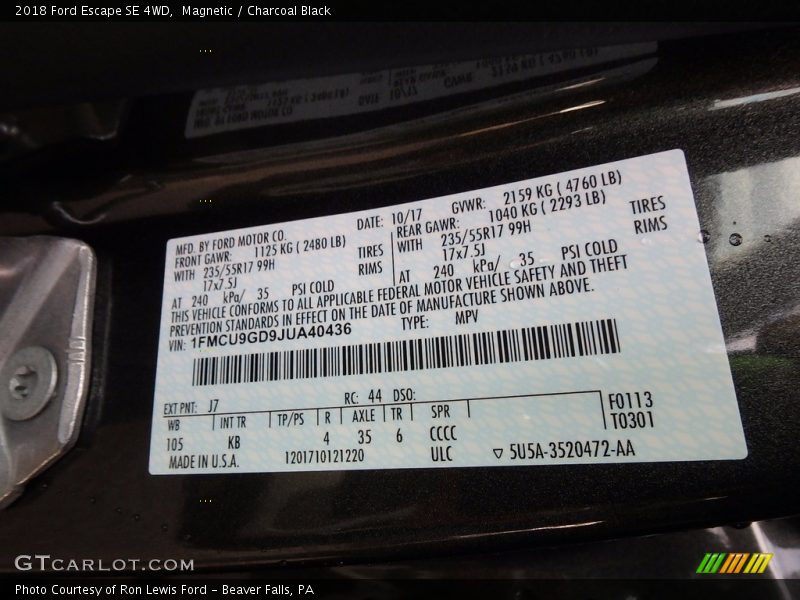 2018 Ford Escape SE 4WD,  Magnetic / Charcoal Black
MFD. BY FORD MOTOR CO. DATE: 10/17 GVWR: 2159 KG ( 4760 LB)
FRONT GAWR: 1125 KG ( 2480 LB) REAR GAWR: 1040 KG ( 2293 LB)
WITH 235/55R17 99H TIRES WITH 235/55R17 99H TIRES
17x7.5J RIMS 17x7.5J RIMS
AT 240 kPa/ 35 PSI COLD AT 240 kPa/ 35 PSI COLD
THIS VEHICLE CONFORMS TO ALL APPLICABLE FEDERAL MOTOR VEHICLE SAFETY AND THEFT
PREVENTION STANDARDS IN EFFECT ON THE DATE OF MANUFACTURE SHOWN ABOVE.
VIN: 1FMCU9GD9JUA40436 TYPE: MPV
EXT PNT: J7 RC: 44 DSO: F0113
WB INT TR TP/PS R AXLE TR SPR T0301
105 KB 4 35 6 CCCC
MADE IN U.S.A. 1201710121220 ULC ▽ 5U5A-3520472-AA
GTCARLOT.COM
Photo Courtesy of Ron Lewis Ford - Beaver Falls, PA